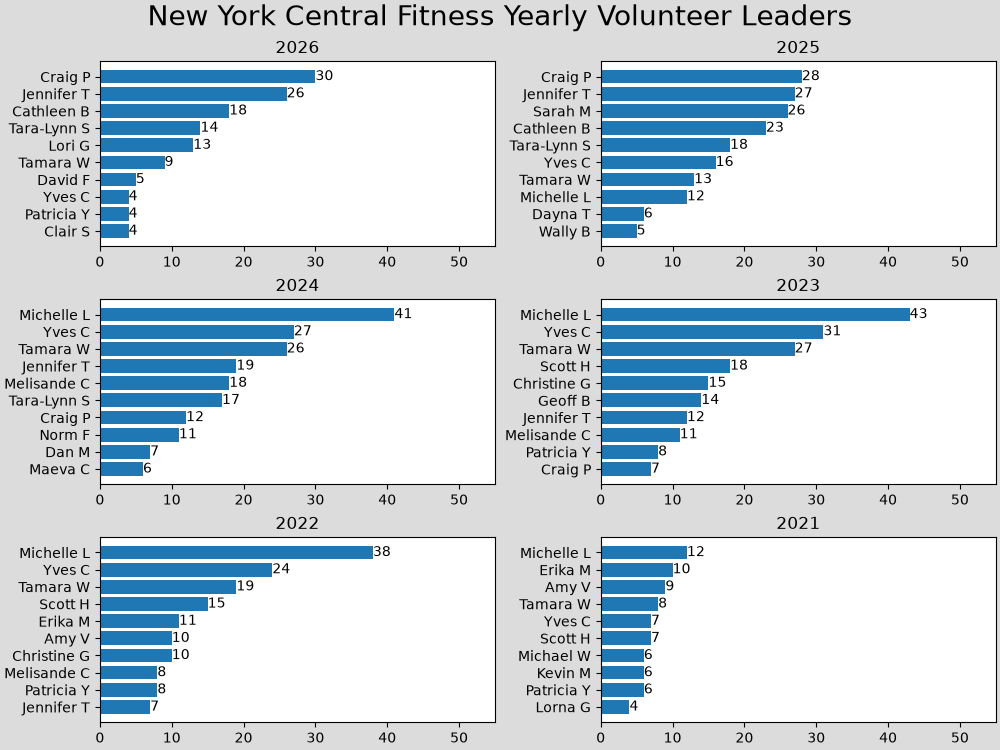 New York Central Fitness Yearly Volunteer Leaders
2026
Craig P 30
Jennifer T 26
Cathleen B 18
Tara-Lynn S 14
Lori G 13
Tamara W 9
David F 5
Yves C 4
Patricia Y 4
Clair S 4
0 10 20 30 40 50
2025
Craig P 28
Jennifer T 27
Sarah M 26
Cathleen B 23
Tara-Lynn S 18
Yves C 16
Tamara W 13
Michelle L 12
Dayna T 6
Wally B 5
0 10 20 30 40 50
2024
Michelle L 41
Yves C 27
Tamara W 26
Jennifer T 19
Melisande C 18
Tara-Lynn S 17
Craig P 12
Norm F 11
Dan M 7
Maeva C 6
0 10 20 30 40 50
2023
Michelle L 43
Yves C 31
Tamara W 27
Scott H 18
Christine G 15
Geoff B 14
Jennifer T 12
Melisande C 11
Patricia Y 8
Craig P 7
0 10 20 30 40 50
2022
Michelle L 38
Yves C 24
Tamara W 19
Scott H 15
Erika M 11
Amy V 10
Christine G 10
Melisande C 8
Patricia Y 8
Jennifer T 7
0 10 20 30 40 50
2021
Michelle L 12
Erika M 10
Amy V 9
Tamara W 8
Yves C 7
Scott H 7
Michael W 6
Kevin M 6
Patricia Y 6
Lorna G 4
0 10 20 30 40 50